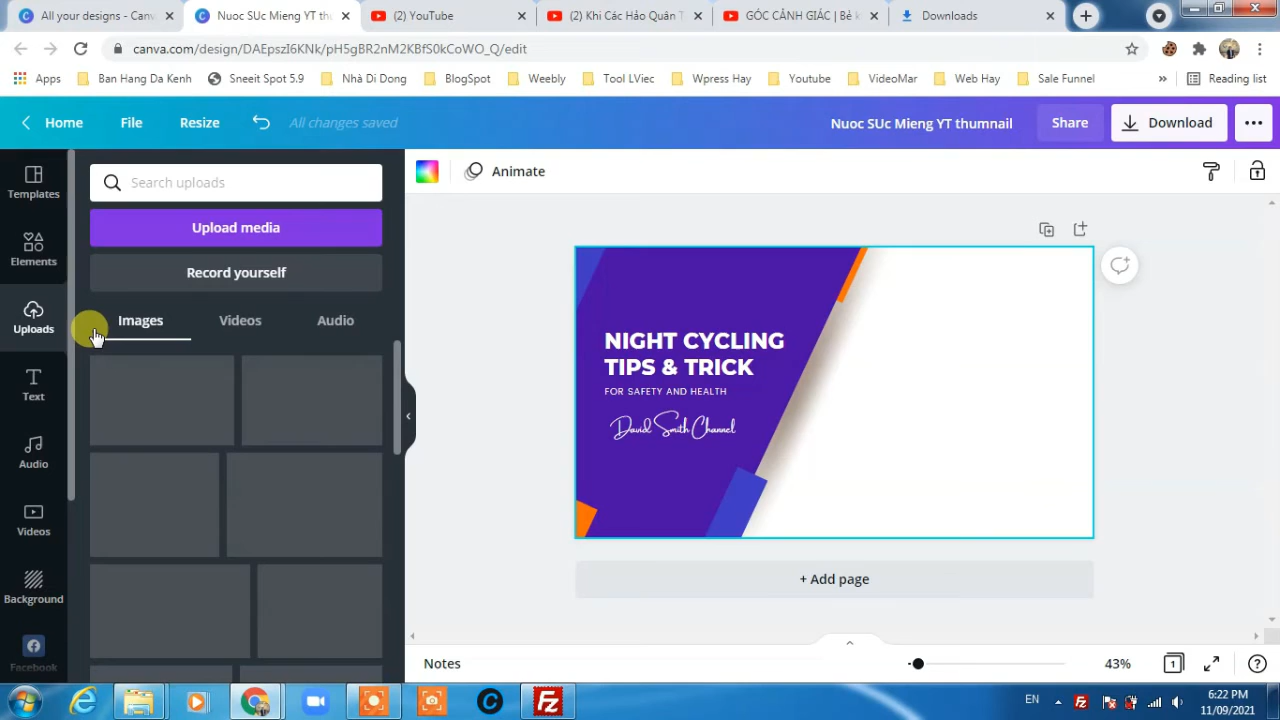 All your designs - Canv
Nuoc SUc Mieng YT thu
(2) YouTube
(2) Khi Các Hảo Quân T
GÓC CẢNH GIÁC | Bẻ k
Downloads
canva.com/design/DAEpszI6KNk/pH5gBR2nM2KBfS0kCoWO_Q/edit
Apps
Ban Hang Da Kenh
Sneeit Spot 5.9
Nhà Di Dong
BlogSpot
Weebly
Tool LViec
Wpress Hay
Youtube
VideoMar
Web Hay
Sale Funnel
»
Reading list
Home
File
Resize
All changes saved
Nuoc SUc Mieng YT thumnail
Share
Download
Templates
Elements
Uploads
Text
Audio
Videos
Background
Facebook
Search uploads
Upload media
Record yourself
Images
Videos
Audio
Animate
NIGHT CYCLING
TIPS & TRICK
FOR SAFETY AND HEALTH
David Smith Channel
+ Add page
Notes
43%
1
EN
6:22 PM
11/09/2021